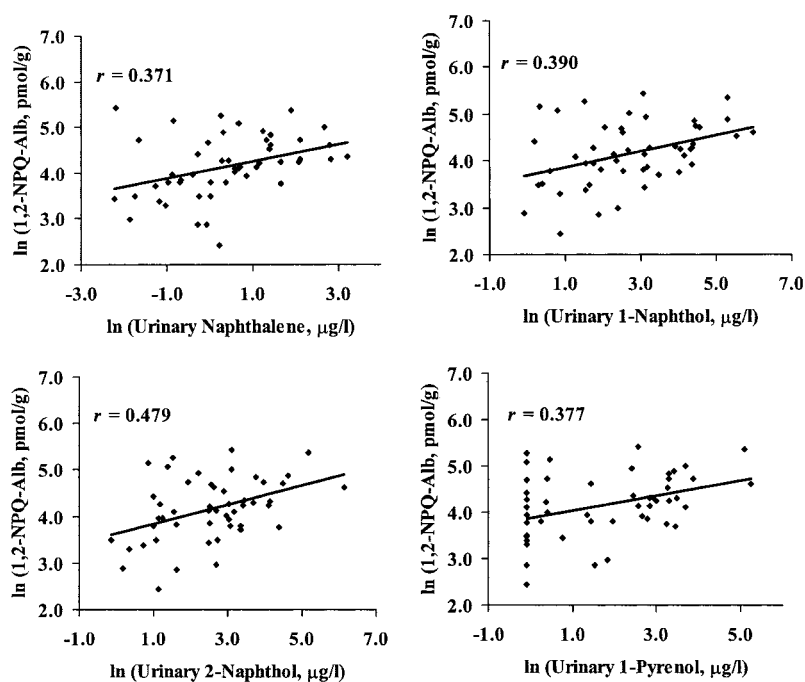 ln (1,2-NPQ-Alb, pmol/g)
7.0
6.0
5.0
4.0
3.0
2.0
r = 0.371
-3.0 -1.0 1.0 3.0
ln (Urinary Naphthalene, µg/l)
ln (1,2-NPQ-Alb, pmol/g)
7.0
6.0
5.0
4.0
3.0
2.0
r = 0.390
-1.0 1.0 3.0 5.0 7.0
ln (Urinary 1-Naphthol, µg/l)
ln (1,2-NPQ-Alb, pmol/g)
7.0
6.0
5.0
4.0
3.0
2.0
r = 0.479
-1.0 1.0 3.0 5.0 7.0
ln (Urinary 2-Naphthol, µg/l)
ln (1,2-NPQ-Alb, pmol/g)
7.0
6.0
5.0
4.0
3.0
2.0
r = 0.377
-1.0 1.0 3.0 5.0
ln (Urinary 1-Pyrenol, µg/l)